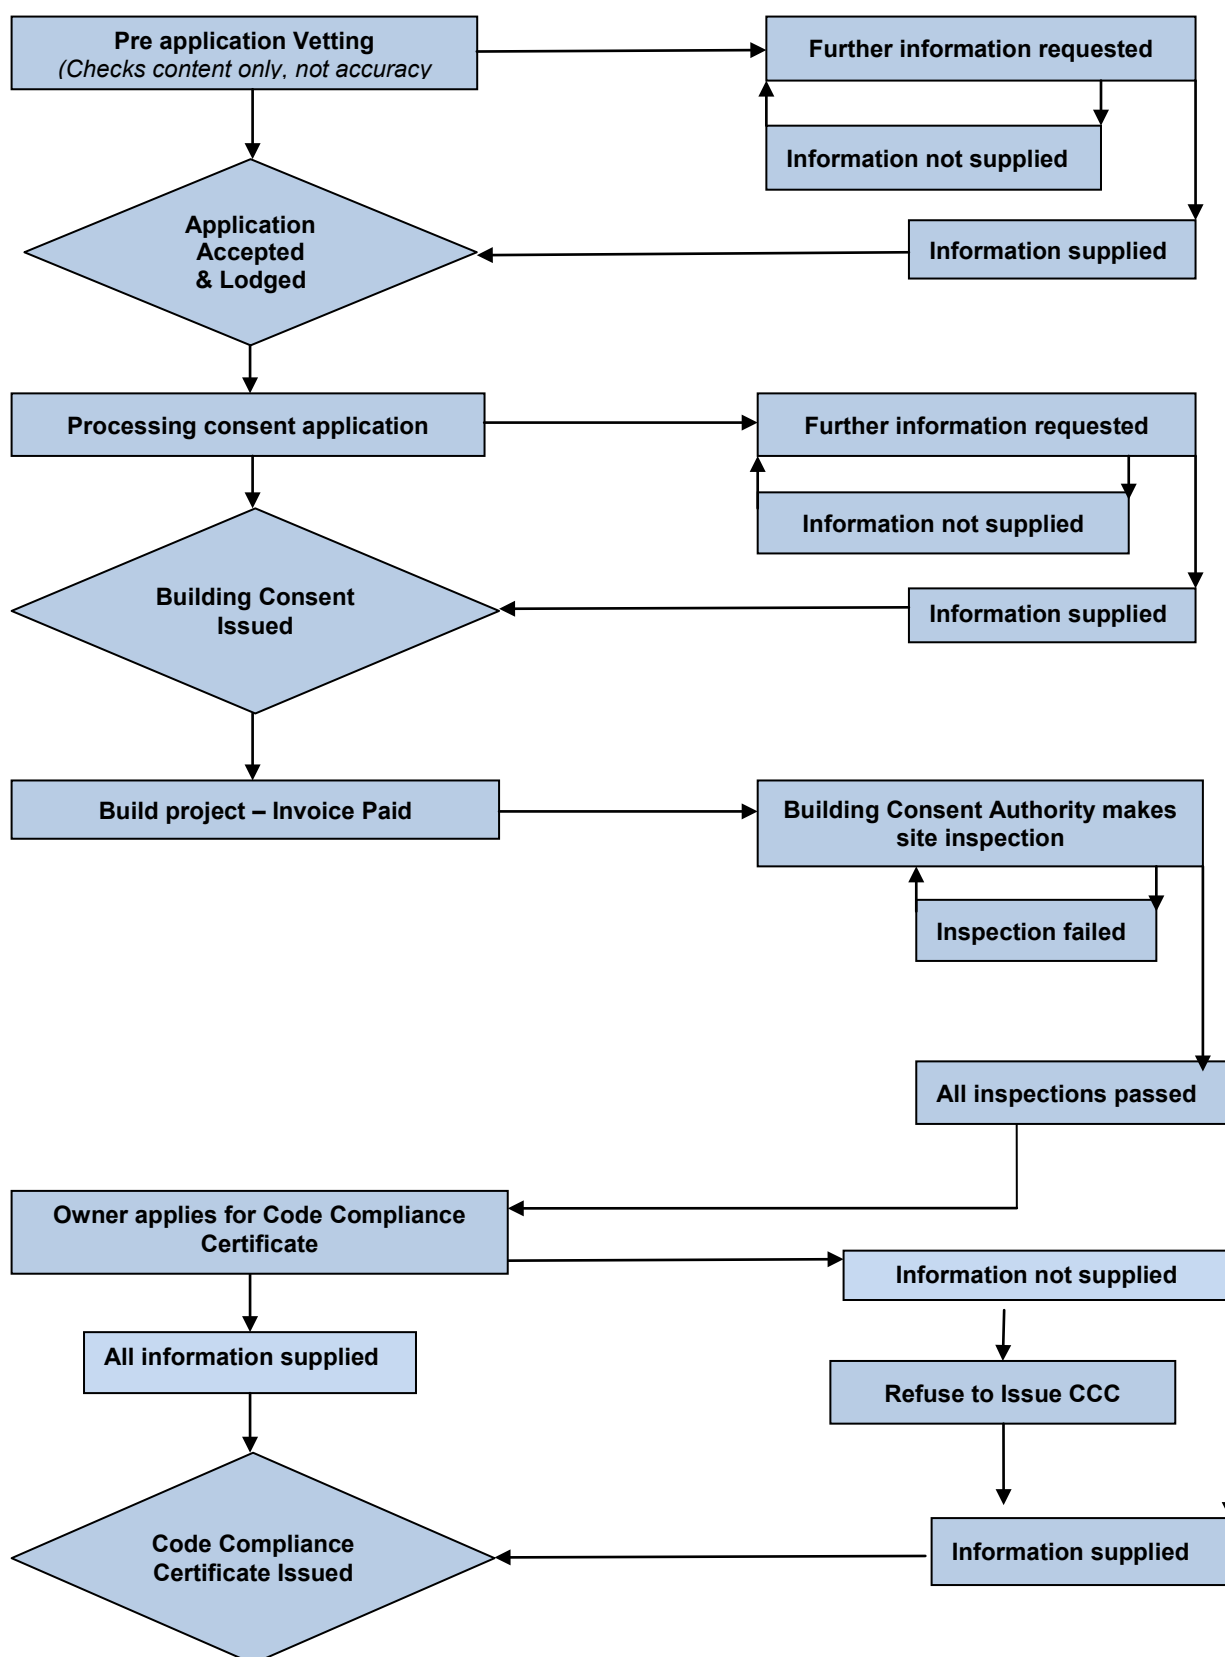 Pre application Vetting
(Checks content only, not accuracy
Further information requested
Information not supplied
Application
Accepted
& Lodged
Information supplied
Processing consent application
Further information requested
Information not supplied
Building Consent
Issued
Information supplied
Build project – Invoice Paid
Building Consent Authority makes
site inspection
Inspection failed
All inspections passed
Owner applies for Code Compliance
Certificate
Information not supplied
All information supplied
Refuse to Issue CCC
Code Compliance
Certificate Issued
Information supplied